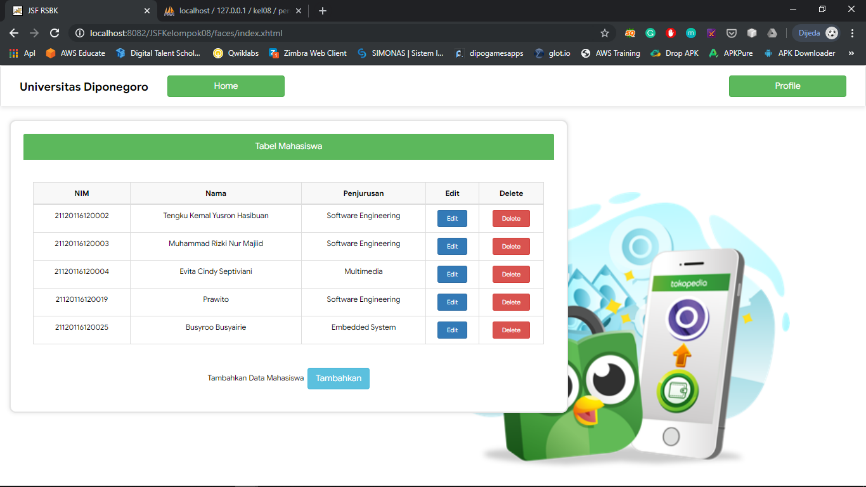 JSF RSBK
localhost / 127.0.0.1 / kel08 / per
localhost:8082/JSFKelompok08/faces/index.xhtml
Dijeda
Apl
AWS Educate
Digital Talent Schol...
Qwiklabs
Zimbra Web Client
SIMONAS | Sistem I...
dipogamesapps
glot.io
AWS Training
Drop APK
APKPure
APK Downloader
Universitas Diponegoro Home Profile
Tabel Mahasiswa
NIM Nama Penjurusan Edit Delete
21120116120002 Tengku Kemal Yusron Hasibuan Software Engineering Edit Delete
21120116120003 Muhammad Rizki Nur Majiid Software Engineering Edit Delete
21120116120004 Evita Cindy Septiviani Multimedia Edit Delete
21120116120019 Prawito Software Engineering Edit Delete
21120116120025 Busyroo Busyairie Embedded System Edit Delete
Tambahkan Data Mahasiswa Tambahkan
tokopedia